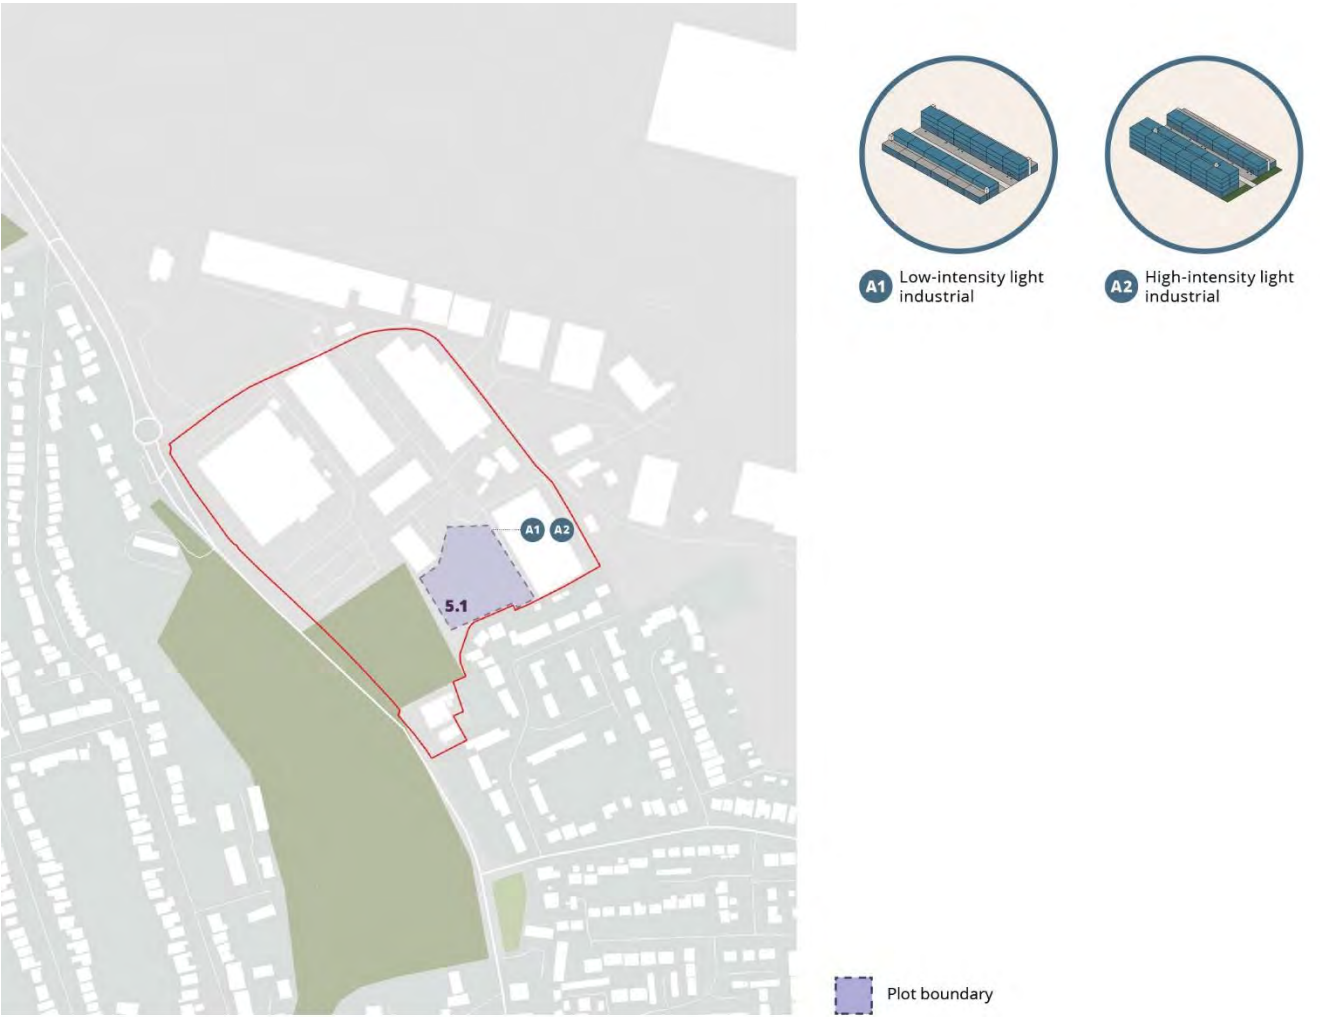 A1 A2
5.1
A1 Low-intensity light
industrial
A2 High-intensity light
industrial
Plot boundary